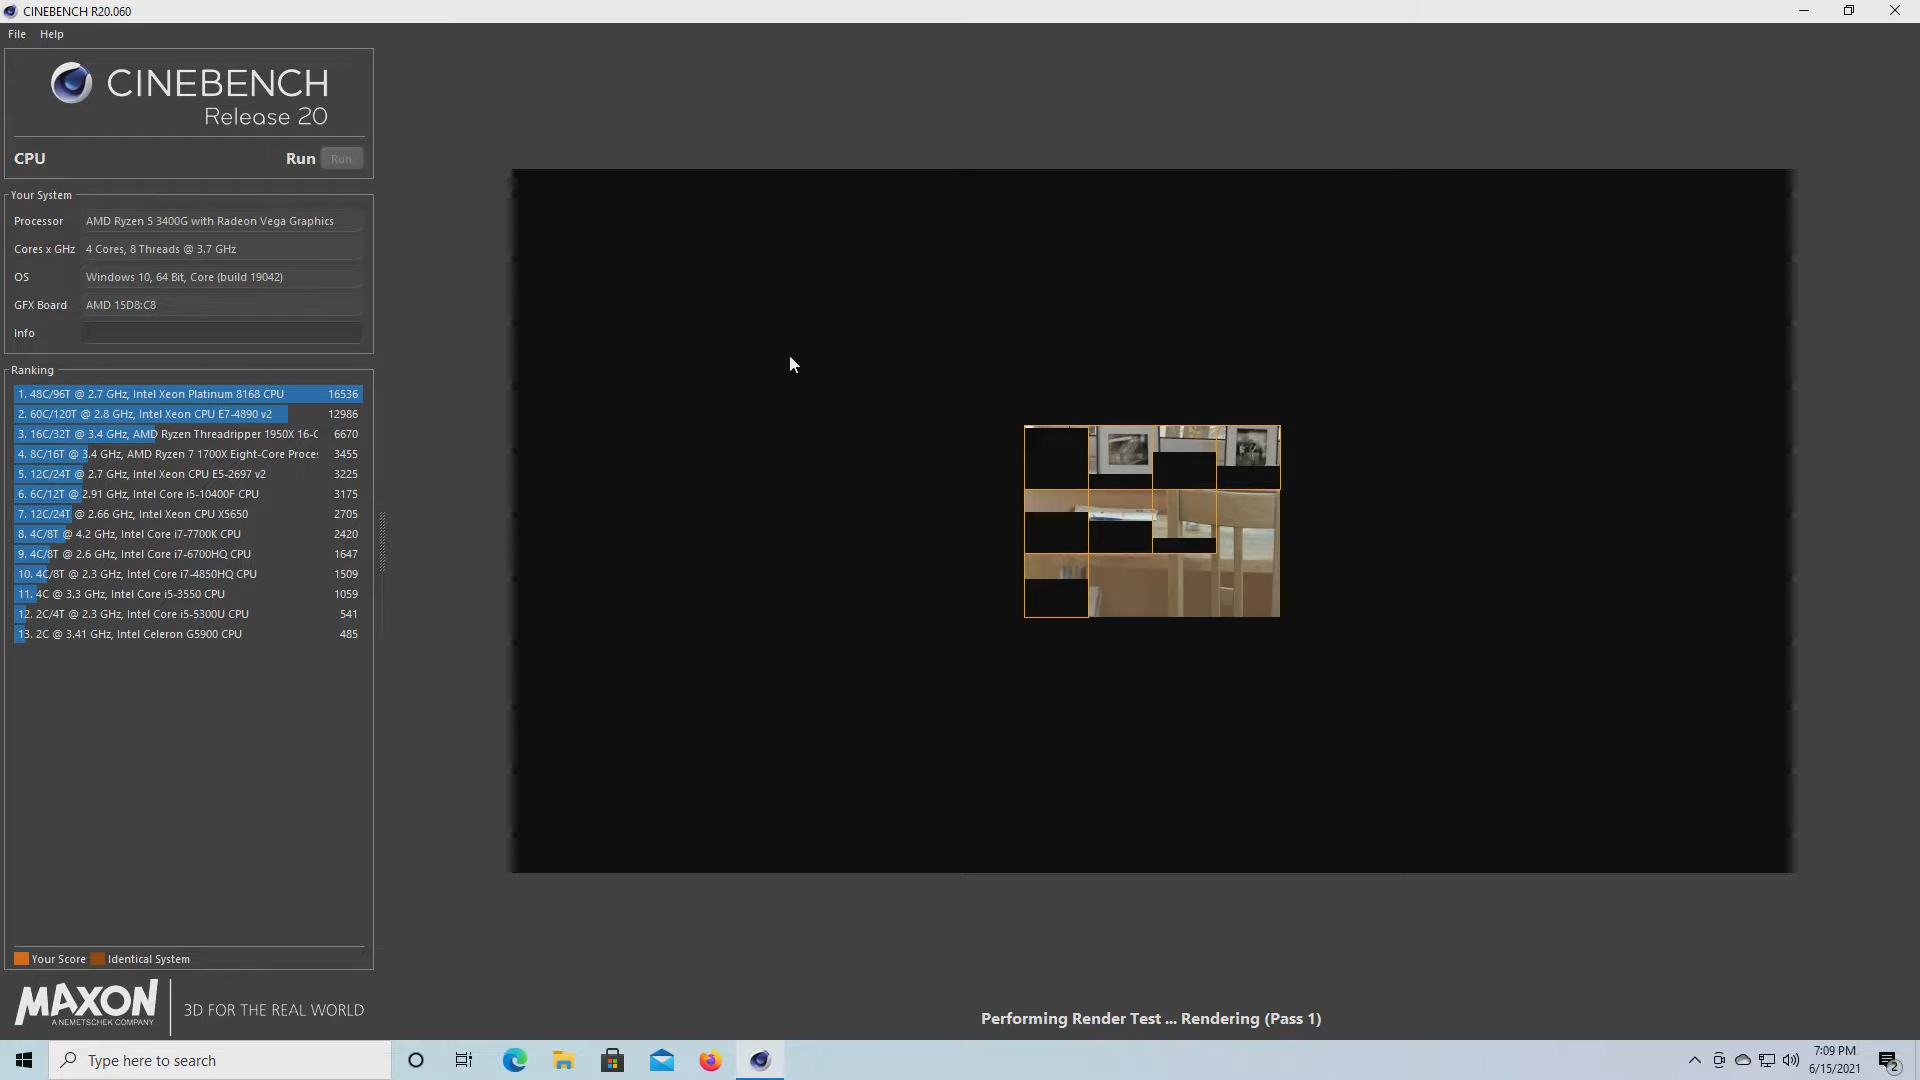 CINEBENCH R20.060
File Help
CINEBENCH
Release 20
CPU Run Run
Your System
Processor AMD Ryzen 5 3400G with Radeon Vega Graphics
Cores x GHz 4 Cores, 8 Threads @ 3.7 GHz
OS Windows 10, 64 Bit, Core (build 19042)
GFX Board AMD 15D8:C8
Info
Ranking
1. 48C/96T @ 2.7 GHz, Intel Xeon Platinum 8168 CPU 16536
2. 60C/120T @ 2.8 GHz, Intel Xeon CPU E7-4890 v2 12986
3. 16C/32T @ 3.4 GHz, AMD Ryzen Threadripper 1950X 16-C 6670
4. 8C/16T @ 3.4 GHz, AMD Ryzen 7 1700X Eight-Core Proce: 3455
5. 12C/24T @ 2.7 GHz, Intel Xeon CPU E5-2697 v2 3225
6. 6C/12T @ 2.91 GHz, Intel Core i5-10400F CPU 3175
7. 12C/24T @ 2.66 GHz, Intel Xeon CPU X5650 2705
8. 4C/8T @ 4.2 GHz, Intel Core i7-7700K CPU 2420
9. 4C/8T @ 2.6 GHz, Intel Core i7-6700HQ CPU 1647
10. 4C/8T @ 2.3 GHz, Intel Core i7-4850HQ CPU 1509
11. 4C @ 3.3 GHz, Intel Core i5-3550 CPU 1059
12. 2C/4T @ 2.3 GHz, Intel Core i5-5300U CPU 541
13. 2C @ 3.41 GHz, Intel Celeron G5900 CPU 485
Your Score Identical System
MAXON
A NEMETSCHEK COMPANY
3D FOR THE REAL WORLD
Performing Render Test ... Rendering (Pass 1)
Type here to search
7:09 PM
6/15/2021
2